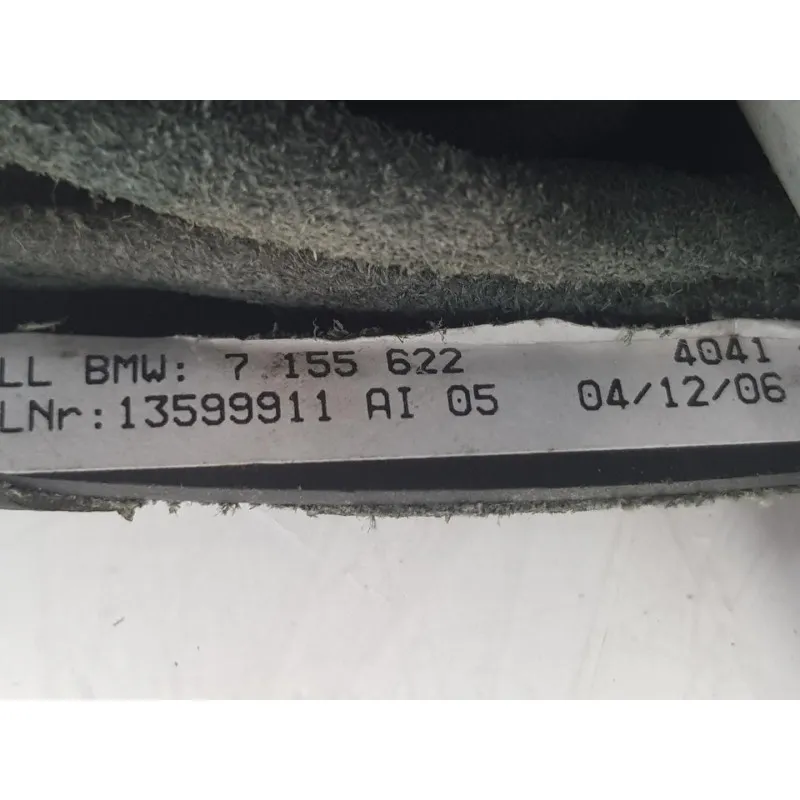 LL BMW: 7 155 622 4041
LNr:13599911 AI 05 04/12/06